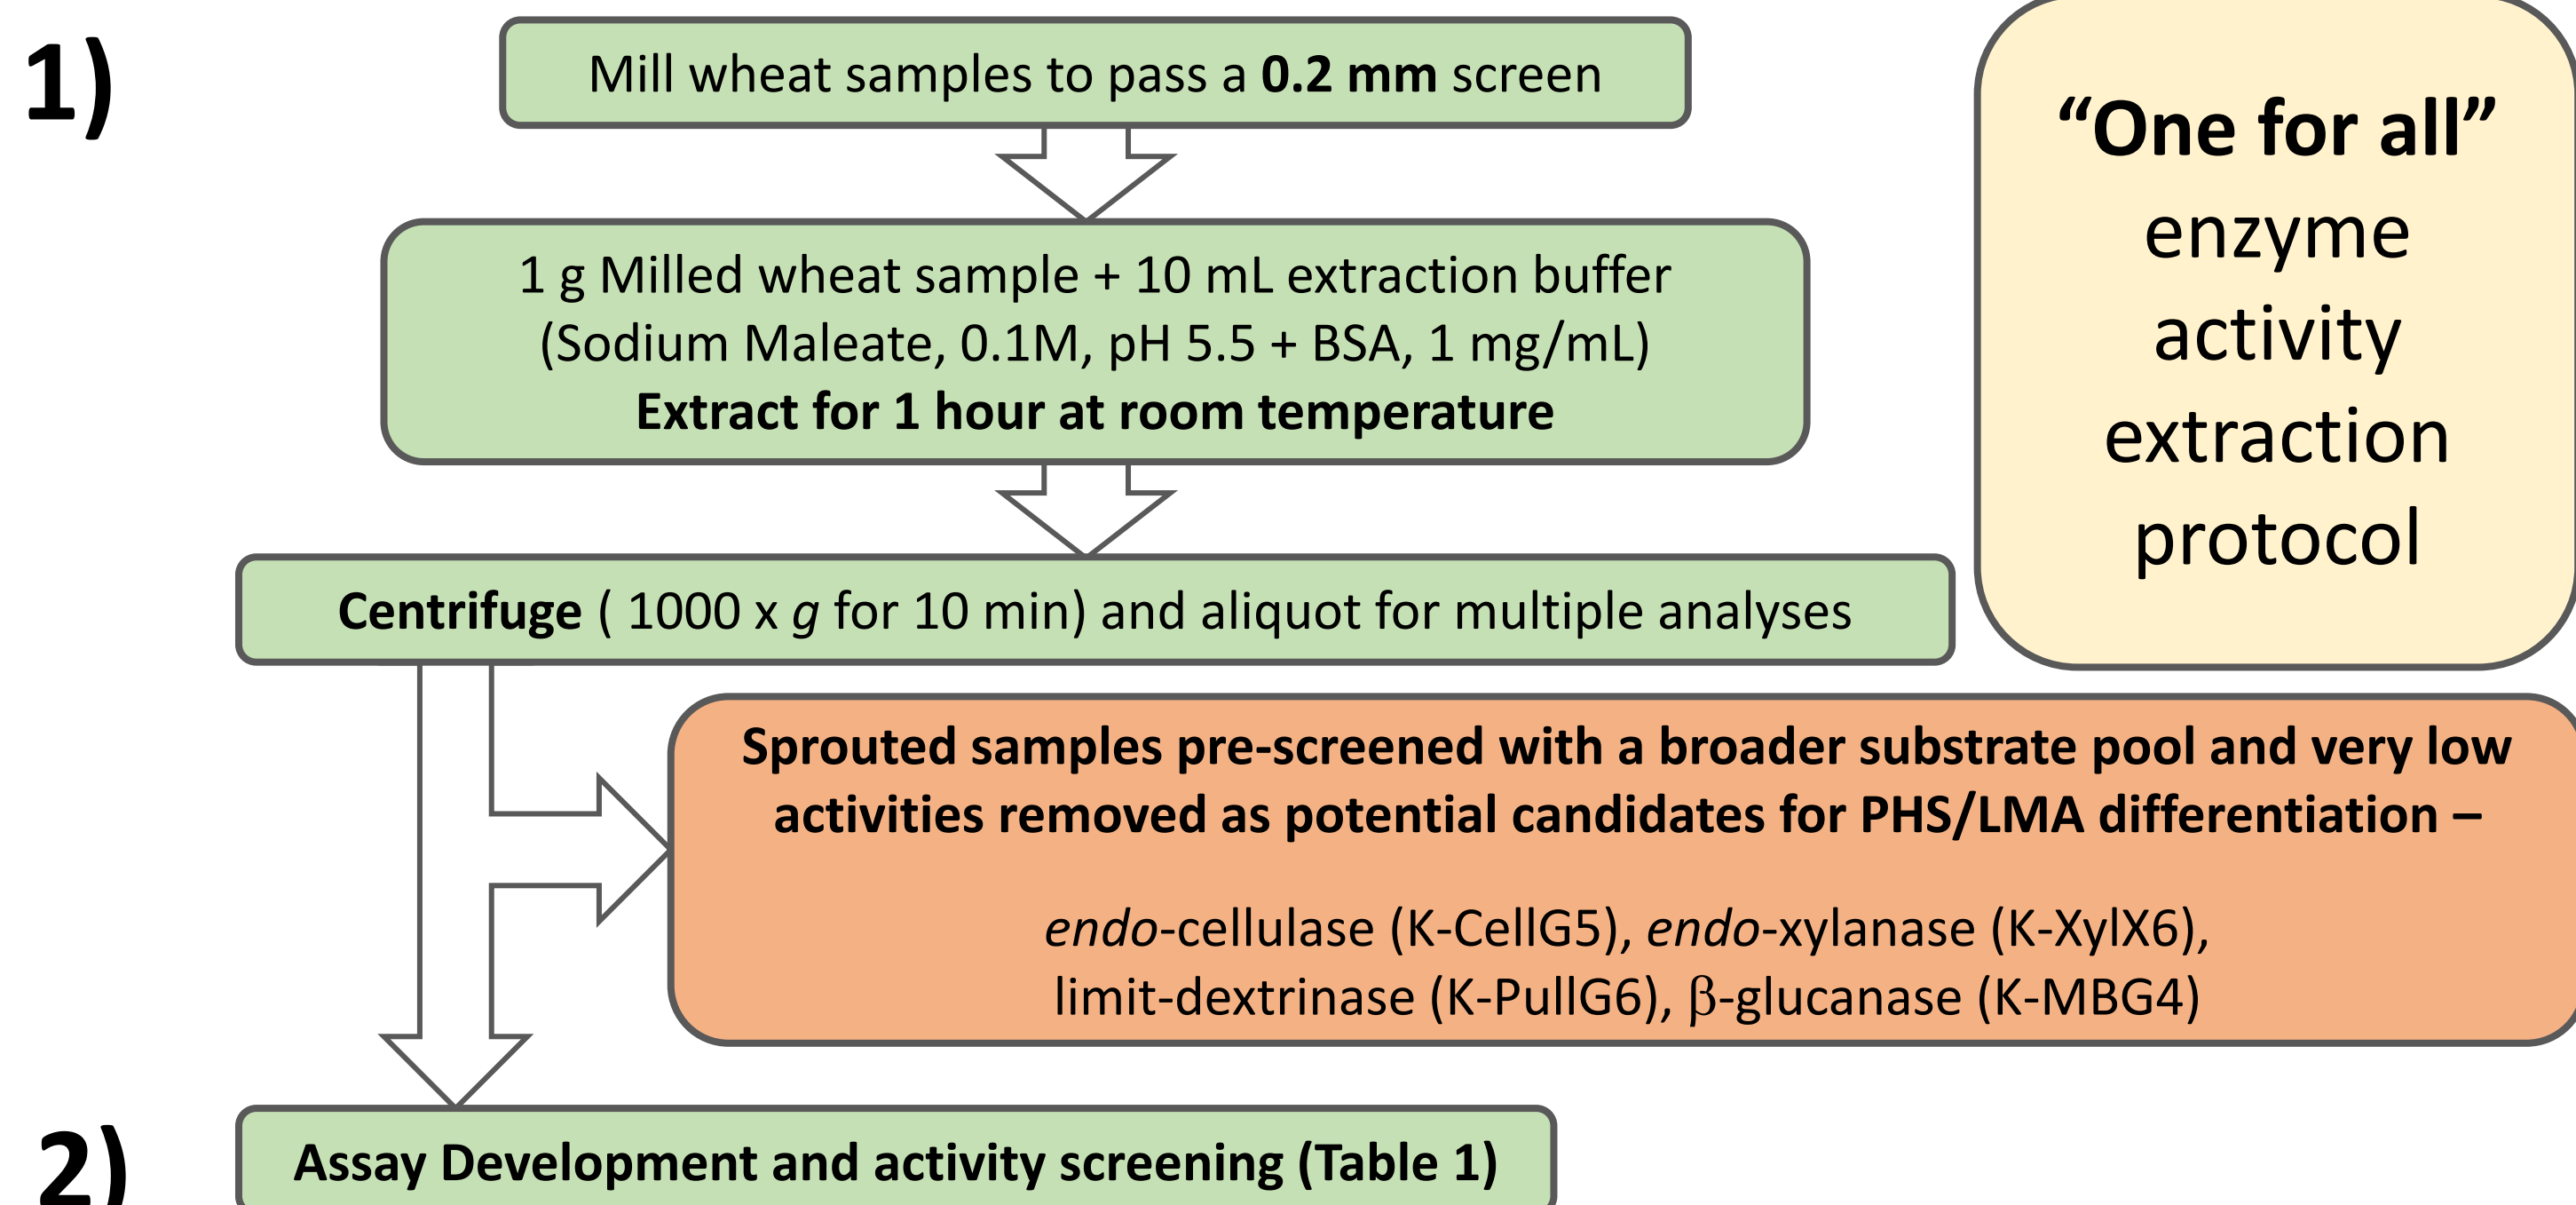 1)
Mill wheat samples to pass a 0.2 mm screen
1 g Milled wheat sample + 10 mL extraction buffer
(Sodium Maleate, 0.1M, pH 5.5 + BSA, 1 mg/mL)
Extract for 1 hour at room temperature
Centrifuge ( 1000 x g for 10 min) and aliquot for multiple analyses
“One for all”
enzyme
activity
extraction
protocol
Sprouted samples pre-screened with a broader substrate pool and very low
activities removed as potential candidates for PHS/LMA differentiation –
endo-cellulase (K-CellG5), endo-xylanase (K-XylX6),
limit-dextrinase (K-PullG6), β-glucanase (K-MBG4)
2)
Assay Development and activity screening (Table 1)